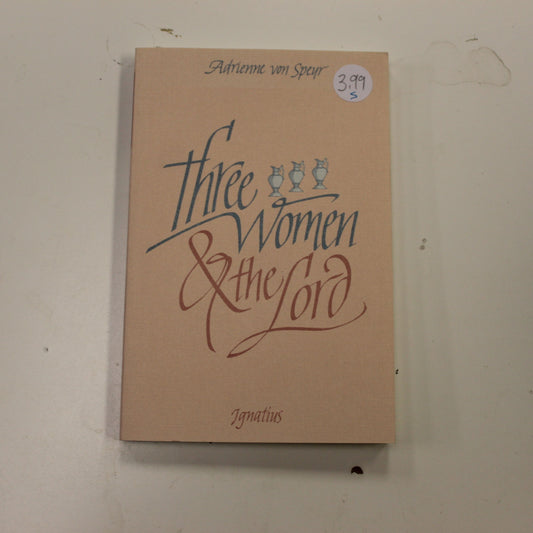 Adrienne von Speyr
3.99
S
Three
Women
& the Lord
Ignatius